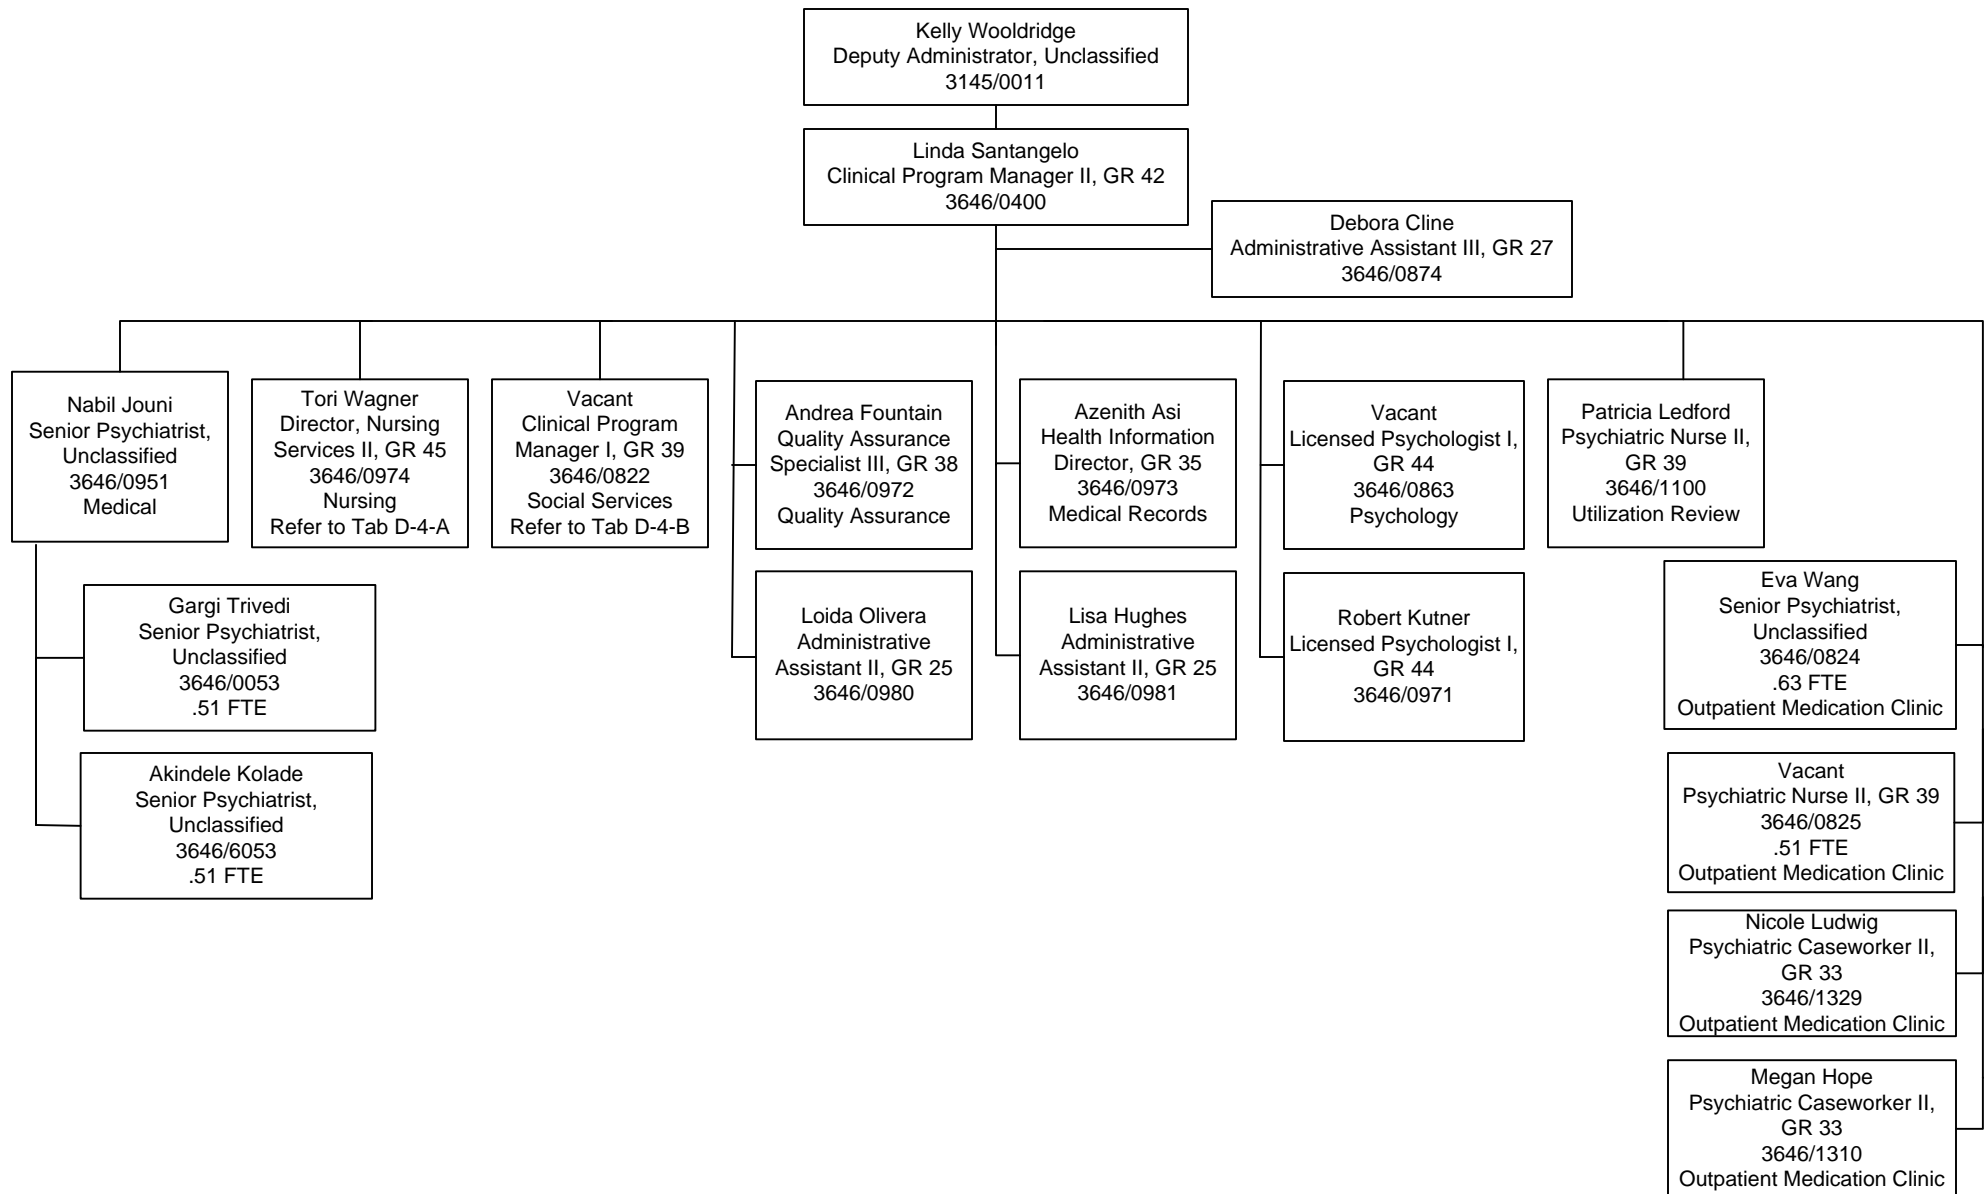 Kelly Wooldridge
Deputy Administrator, Unclassified
3145/0011
Linda Santangelo
Clinical Program Manager II, GR 42
3646/0400
Debora Cline
Administrative Assistant III, GR 27
3646/0874
Nabil Jouni
Senior Psychiatrist,
Unclassified
3646/0951
Medical
Tori Wagner
Director, Nursing
Services II, GR 45
3646/0974
Nursing
Refer to Tab D-4-A
Vacant
Clinical Program
Manager I, GR 39
3646/0822
Social Services
Refer to Tab D-4-B
Andrea Fountain
Quality Assurance
Specialist III, GR 38
3646/0972
Quality Assurance
Azenith Asi
Health Information
Director, GR 35
3646/0973
Medical Records
Vacant
Licensed Psychologist I,
GR 44
3646/0863
Psychology
Patricia Ledford
Psychiatric Nurse II,
GR 39
3646/1100
Utilization Review
Gargi Trivedi
Senior Psychiatrist,
Unclassified
3646/0053
.51 FTE
Loida Olivera
Administrative
Assistant II, GR 25
3646/0980
Lisa Hughes
Administrative
Assistant II, GR 25
3646/0981
Robert Kutner
Licensed Psychologist I,
GR 44
3646/0971
Eva Wang
Senior Psychiatrist,
Unclassified
3646/0824
.63 FTE
Outpatient Medication Clinic
Akindele Kolade
Senior Psychiatrist,
Unclassified
3646/6053
.51 FTE
Vacant
Psychiatric Nurse II, GR 39
3646/0825
.51 FTE
Outpatient Medication Clinic
Nicole Ludwig
Psychiatric Caseworker II,
GR 33
3646/1329
Outpatient Medication Clinic
Megan Hope
Psychiatric Caseworker II,
GR 33
3646/1310
Outpatient Medication Clinic